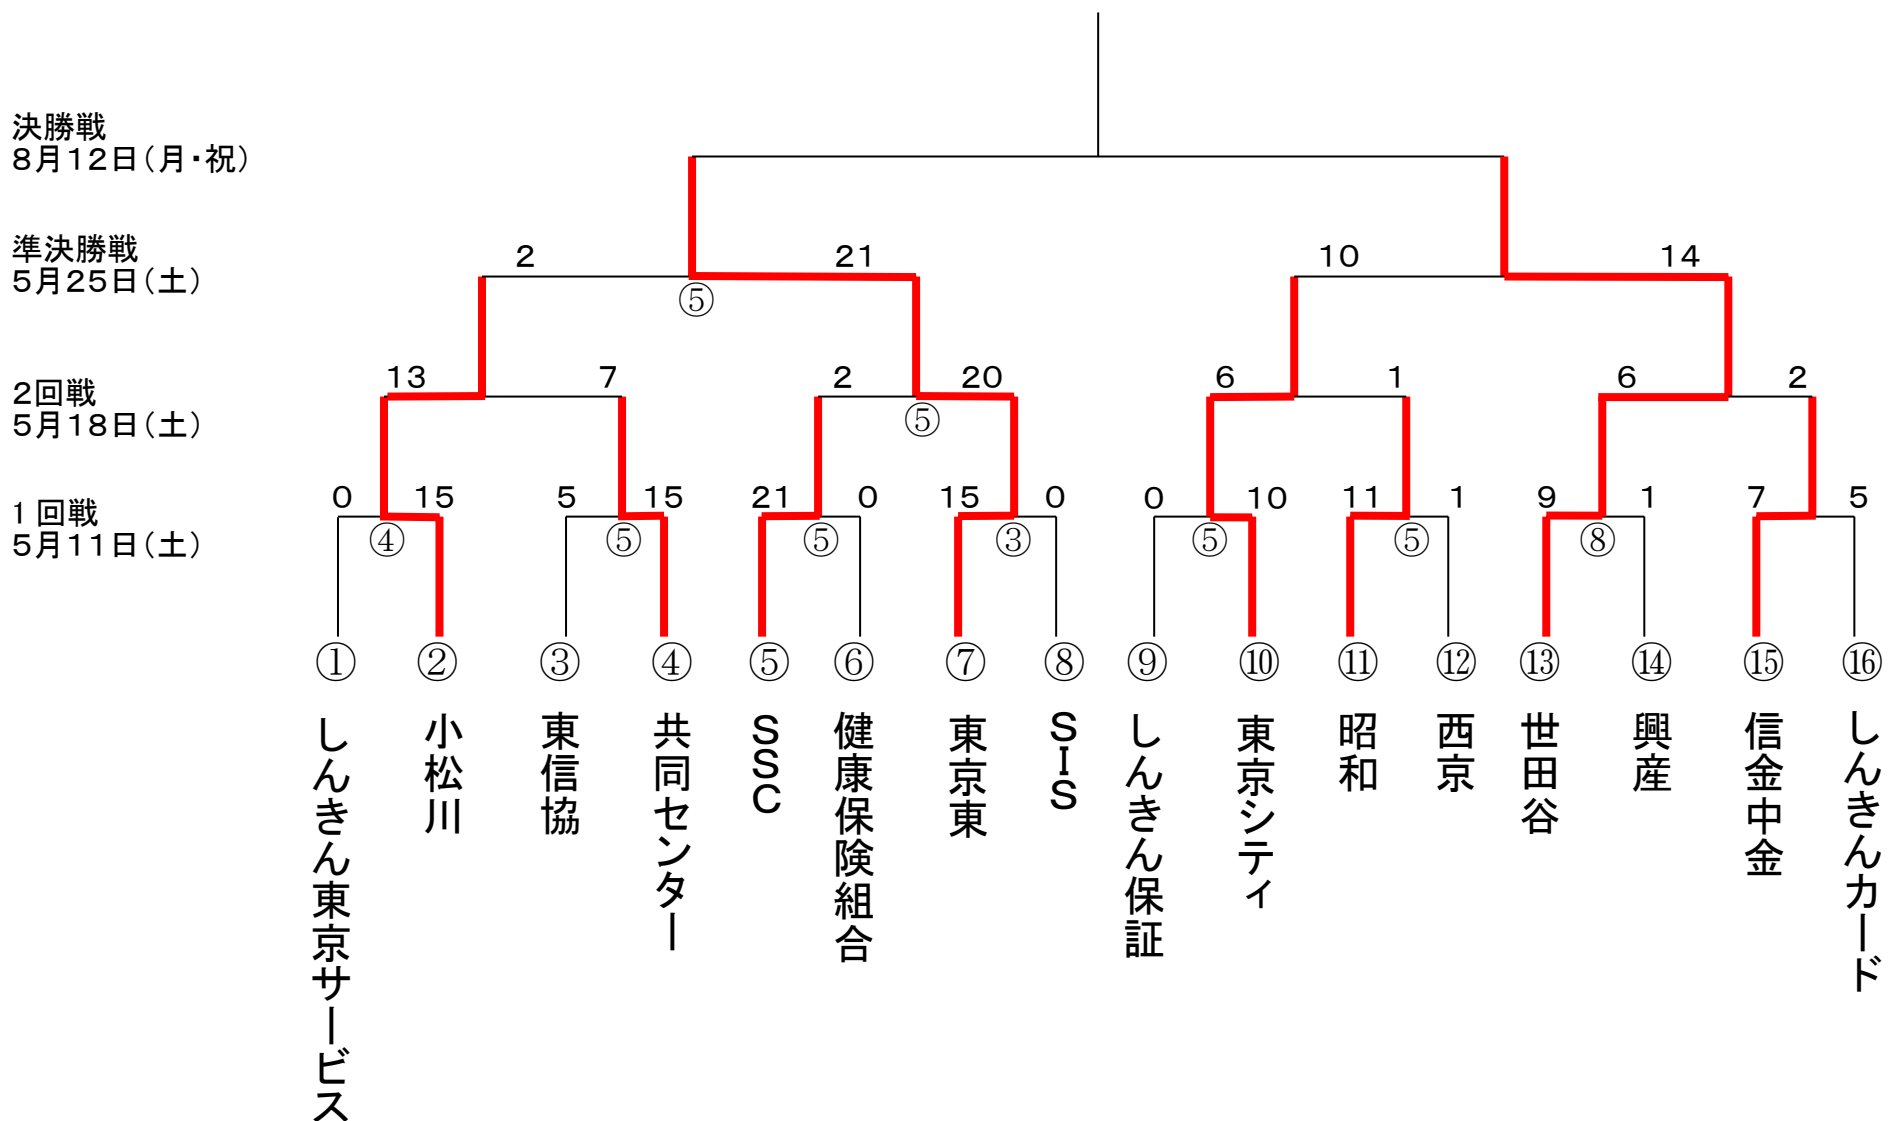 決勝戦
8月12日(月・祝)
準決勝戦
5月25日(土)
2 21 10 14
⑤
2回戦
5月18日(土)
13 7 2 20 6 1 6 2
⑤
1回戦
5月11日(土)
0 15 5 15 21 0 15 0 0 10 11 1 9 1 7 5
④ ⑤ ⑤ ③ ⑤ ⑤ ⑧
① ② ③ ④ ⑤ ⑥ ⑦ ⑧ ⑨ ⑩ ⑪ ⑫ ⑬ ⑭ ⑮ ⑯
しんきん東京サービス
小松川
東信協
共同センター
SSC
健康保険組合
東京東
SIS
しんきん保証
東京シティ
昭和
西京
世田谷
興産
信金中金
しんきんカード